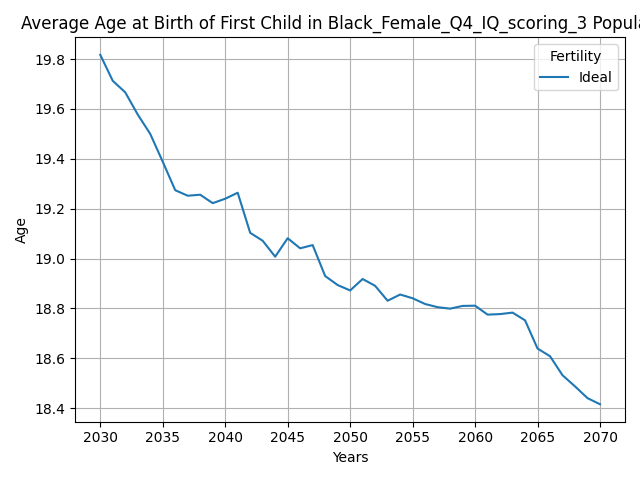 Average Age at Birth of First Child in Black_Female_Q4_IQ_scoring_3 Popula
Fertility
Ideal
Age
19.8
19.6
19.4
19.2
19.0
18.8
18.6
18.4
2030 2035 2040 2045 2050 2055 2060 2065 2070
Years